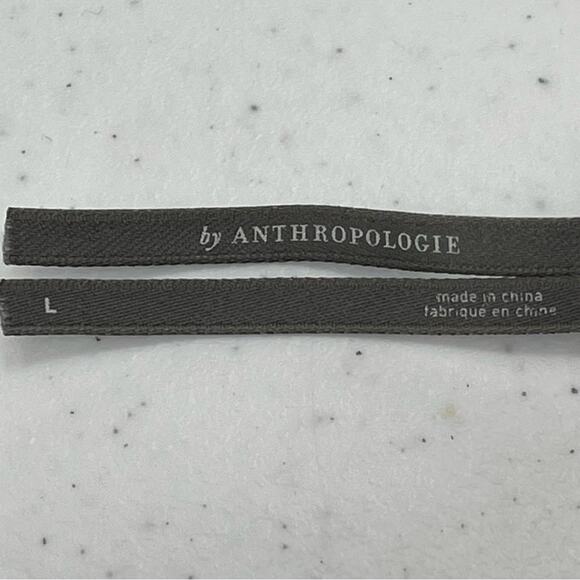 by ANTHROPOLOGIE
L
made in china
fabriqué en chine